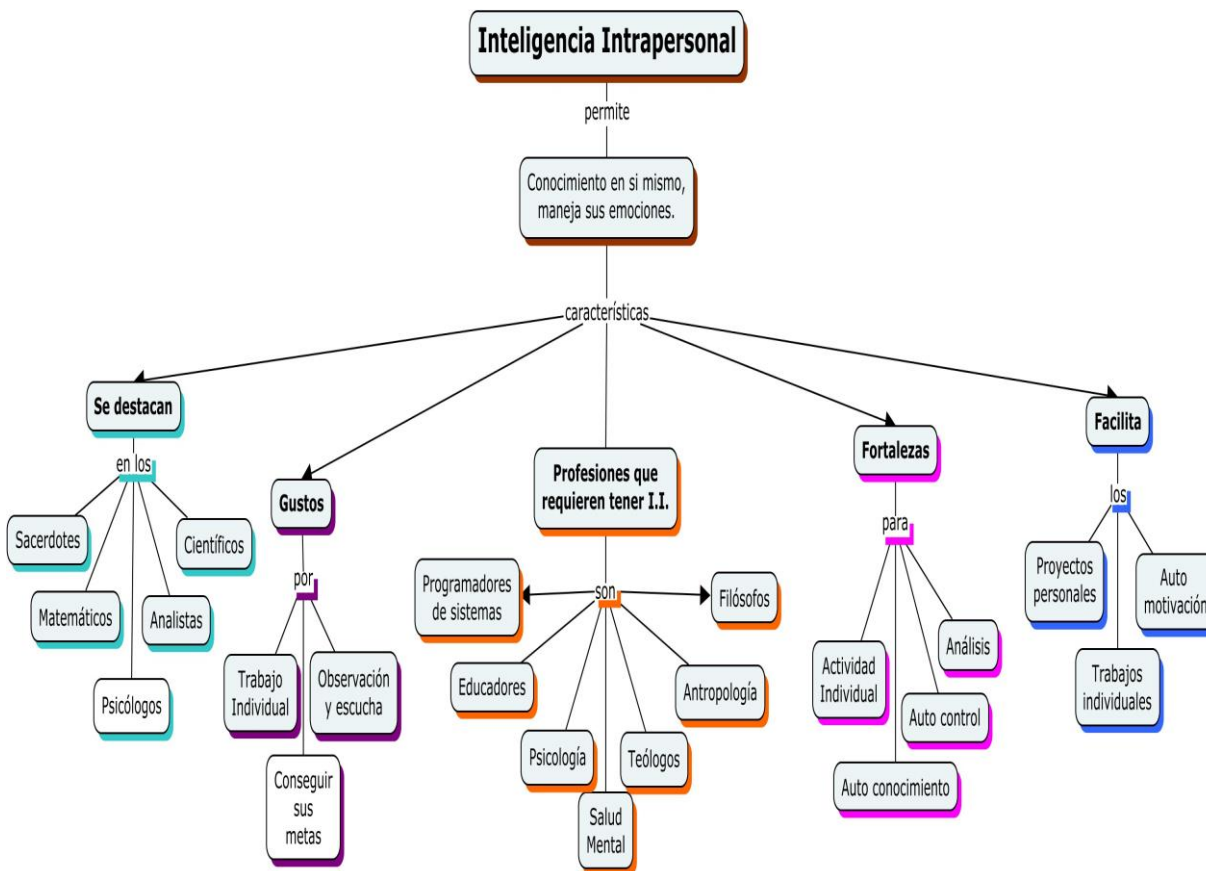 Inteligencia Intrapersonal
permite
Conocimiento en si mismo,
maneja sus emociones.
características
Se destacan
en los
Sacerdotes
Matemáticos
Psicólogos
Analistas
Científicos
Gustos
por
Trabajo
Individual
Conseguir
sus
metas
Observación
y escucha
Profesiones que
requieren tener I.I.
son
Programadores
de sistemas
Educadores
Psicología
Salud
Mental
Teólogos
Antropología
Filósofos
Fortalezas
para
Actividad
Individual
Auto conocimiento
Auto control
Análisis
Facilita
los
Proyectos
personales
Trabajos
individuales
Auto
motivación